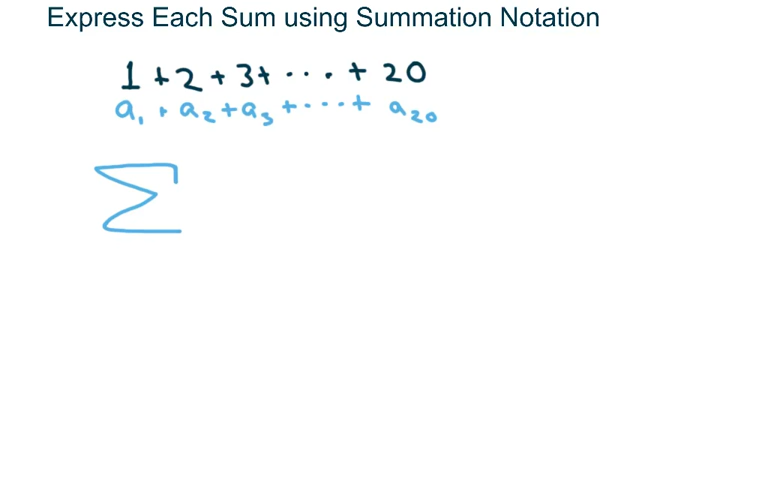 Express Each Sum using Summation Notation
1 + 2 + 3 + ... + 20
a₁ + a₂ + a₃ + ... + a₂₀
Σ